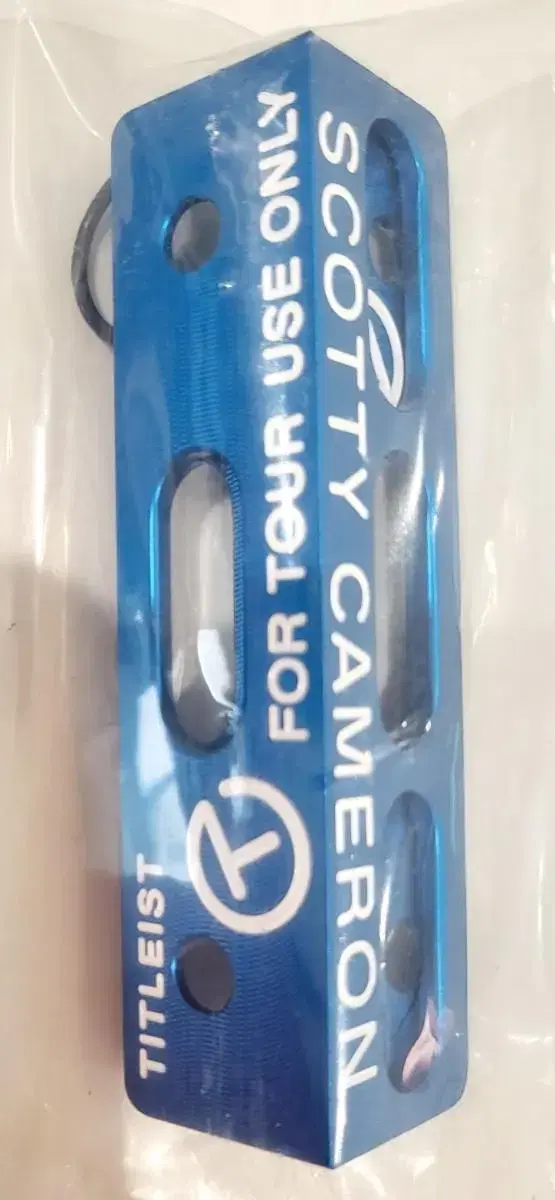 SCOTTY CAMERON
FOR TOUR USE ONLY
T
TITLEIST